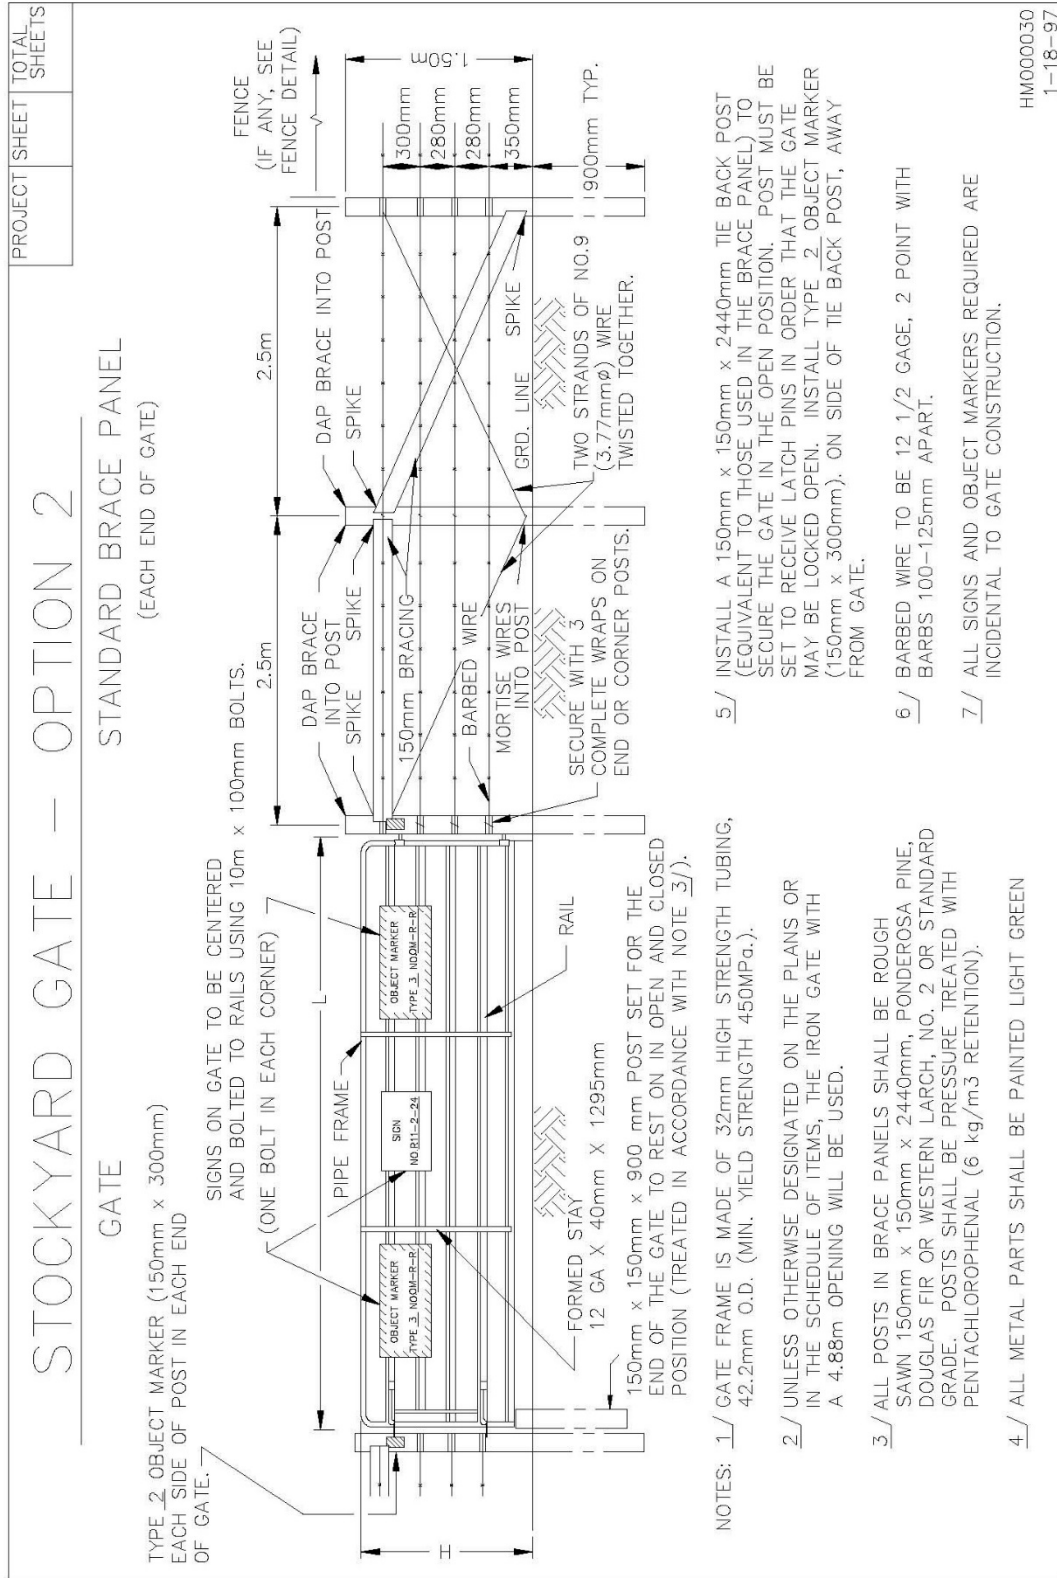 PROJECT SHEET TOTAL
SHEETS
STOCKYARD GATE – OPTION 2
GATE
STANDARD BRACE PANEL
(EACH END OF GATE)
TYPE 2 OBJECT MARKER (150mm x 300mm)
EACH SIDE OF POST IN EACH END
OF GATE.
SIGNS ON GATE TO BE CENTERED
AND BOLTED TO RAILS USING 10m x 100mm BOLTS.
(ONE BOLT IN EACH CORNER)
PIPE FRAME
L
H
OBJECT MARKER
TYPE 3 NOOM-R-R
SIGN
NO.R11-2-24
OBJECT MARKER
TYPE 3 NOOM-R-R
RAIL
FORMED STAY
12 GA X 40mm X 1295mm
150mm x 150mm x 900 mm POST SET FOR THE
END OF THE GATE TO REST ON IN OPEN AND CLOSED
POSITION (TREATED IN ACCORDANCE WITH NOTE 3/).
2.5m
2.5m
DAP BRACE
INTO POST
SPIKE
SPIKE
DAP BRACE INTO POST
SPIKE
150mm BRACING
BARBED WIRE
MORTISE WIRES
INTO POST
SECURE WITH 3
COMPLETE WRAPS ON
END OR CORNER POSTS.
GRD. LINE
SPIKE
TWO STRANDS OF NO.9
(3.77mmø) WIRE
TWISTED TOGETHER.
FENCE
(IF ANY, SEE
FENCE DETAIL)
1.50m
300mm
280mm
280mm
350mm
900mm TYP.
NOTES: 1/ GATE FRAME IS MADE OF 32mm HIGH STRENGTH TUBING,
42.2mm O.D. (MIN. YIELD STRENGTH 450MPa.).
2/ UNLESS OTHERWISE DESIGNATED ON THE PLANS OR
IN THE SCHEDULE OF ITEMS, THE IRON GATE WITH
A 4.88m OPENING WILL BE USED.
3/ ALL POSTS IN BRACE PANELS SHALL BE ROUGH
SAWN 150mm x 150mm x 2440mm, PONDEROSA PINE,
DOUGLAS FIR OR WESTERN LARCH, NO. 2 OR STANDARD
GRADE. POSTS SHALL BE PRESSURE TREATED WITH
PENTACHLOROPHENAL (6 kg/m3 RETENTION).
4/ ALL METAL PARTS SHALL BE PAINTED LIGHT GREEN
5/ INSTALL A 150mm x 150mm x 2440mm TIE BACK POST
(EQUIVALENT TO THOSE USED IN THE BRACE PANEL) TO
SECURE THE GATE IN THE OPEN POSITION. POST MUST BE
SET TO RECEIVE LATCH PINS IN ORDER THAT THE GATE
MAY BE LOCKED OPEN. INSTALL TYPE 2 OBJECT MARKER
(150mm x 300mm). ON SIDE OF TIE BACK POST, AWAY
FROM GATE.
6/ BARBED WIRE TO BE 12 1/2 GAGE, 2 POINT WITH
BARBS 100-125mm APART.
7/ ALL SIGNS AND OBJECT MARKERS REQUIRED ARE
INCIDENTAL TO GATE CONSTRUCTION.
HM000030
1-18-97